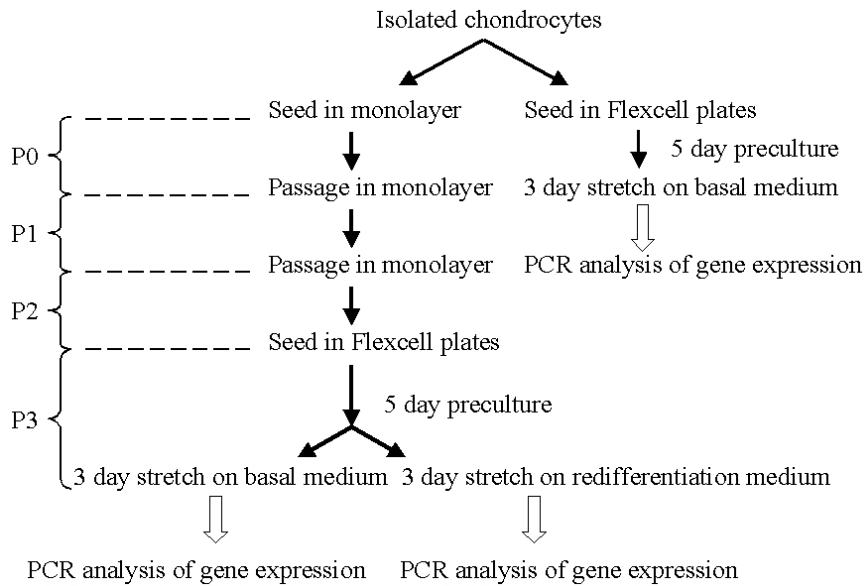 Isolated chondrocytes
Seed in monolayer
Seed in Flexcell plates
P0
5 day preculture
Passage in monolayer
3 day stretch on basal medium
P1
Passage in monolayer
PCR analysis of gene expression
P2
Seed in Flexcell plates
P3
5 day preculture
3 day stretch on basal medium
3 day stretch on redifferentiation medium
PCR analysis of gene expression
PCR analysis of gene expression